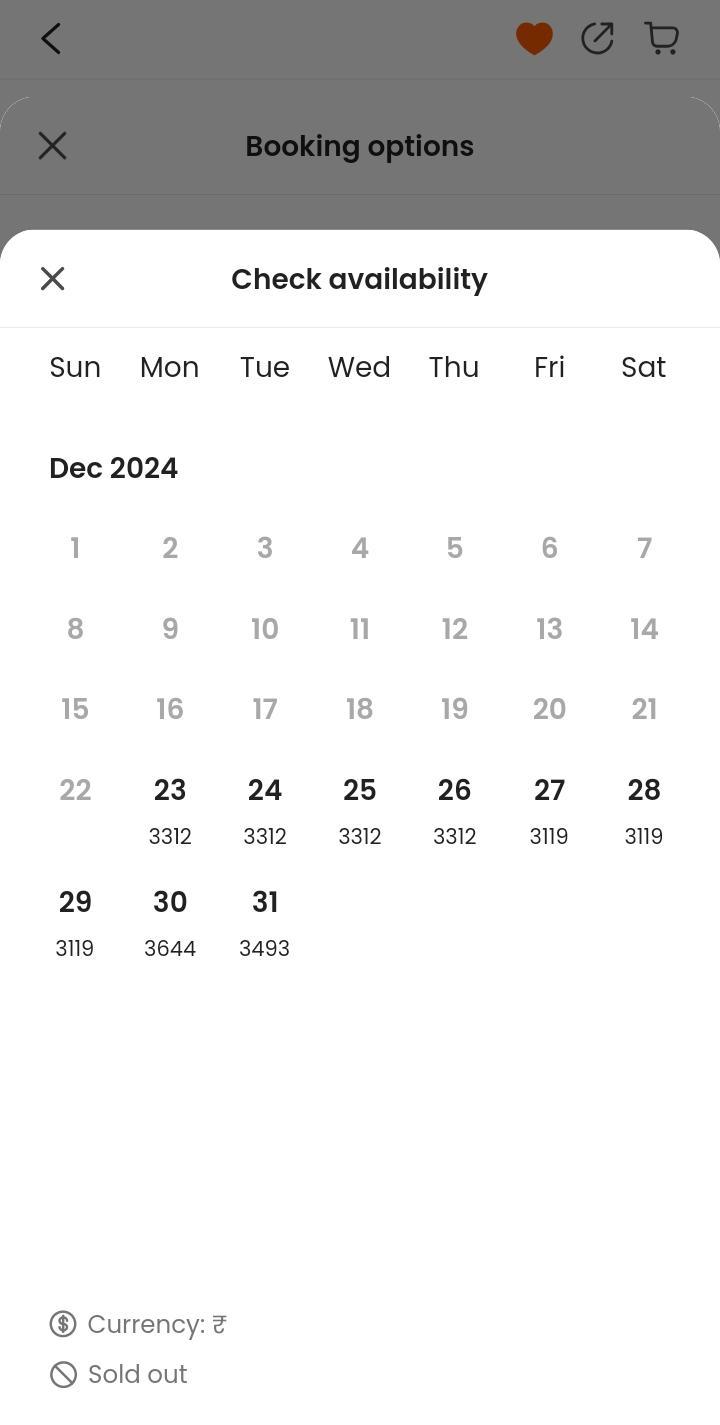 Booking options
Check availability
Sun Mon Tue Wed Thu Fri Sat
Dec 2024
1 2 3 4 5 6 7
8 9 10 11 12 13 14
15 16 17 18 19 20 21
22 23 24 25 26 27 28
3312 3312 3312 3312 3119 3119
29 30 31
3119 3644 3493
$ Currency: ₹
Sold out